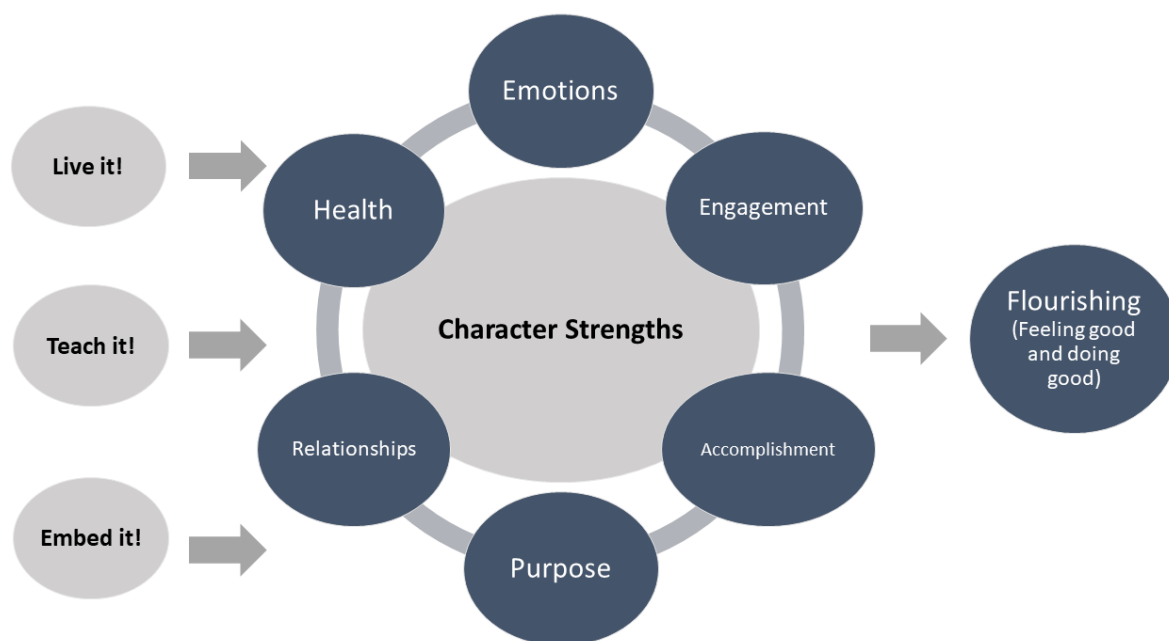 Live it!
Teach it!
Embed it!
Emotions
Health
Engagement
Character Strengths
Relationships
Accomplishment
Purpose
Flourishing
(Feeling good
and doing
good)